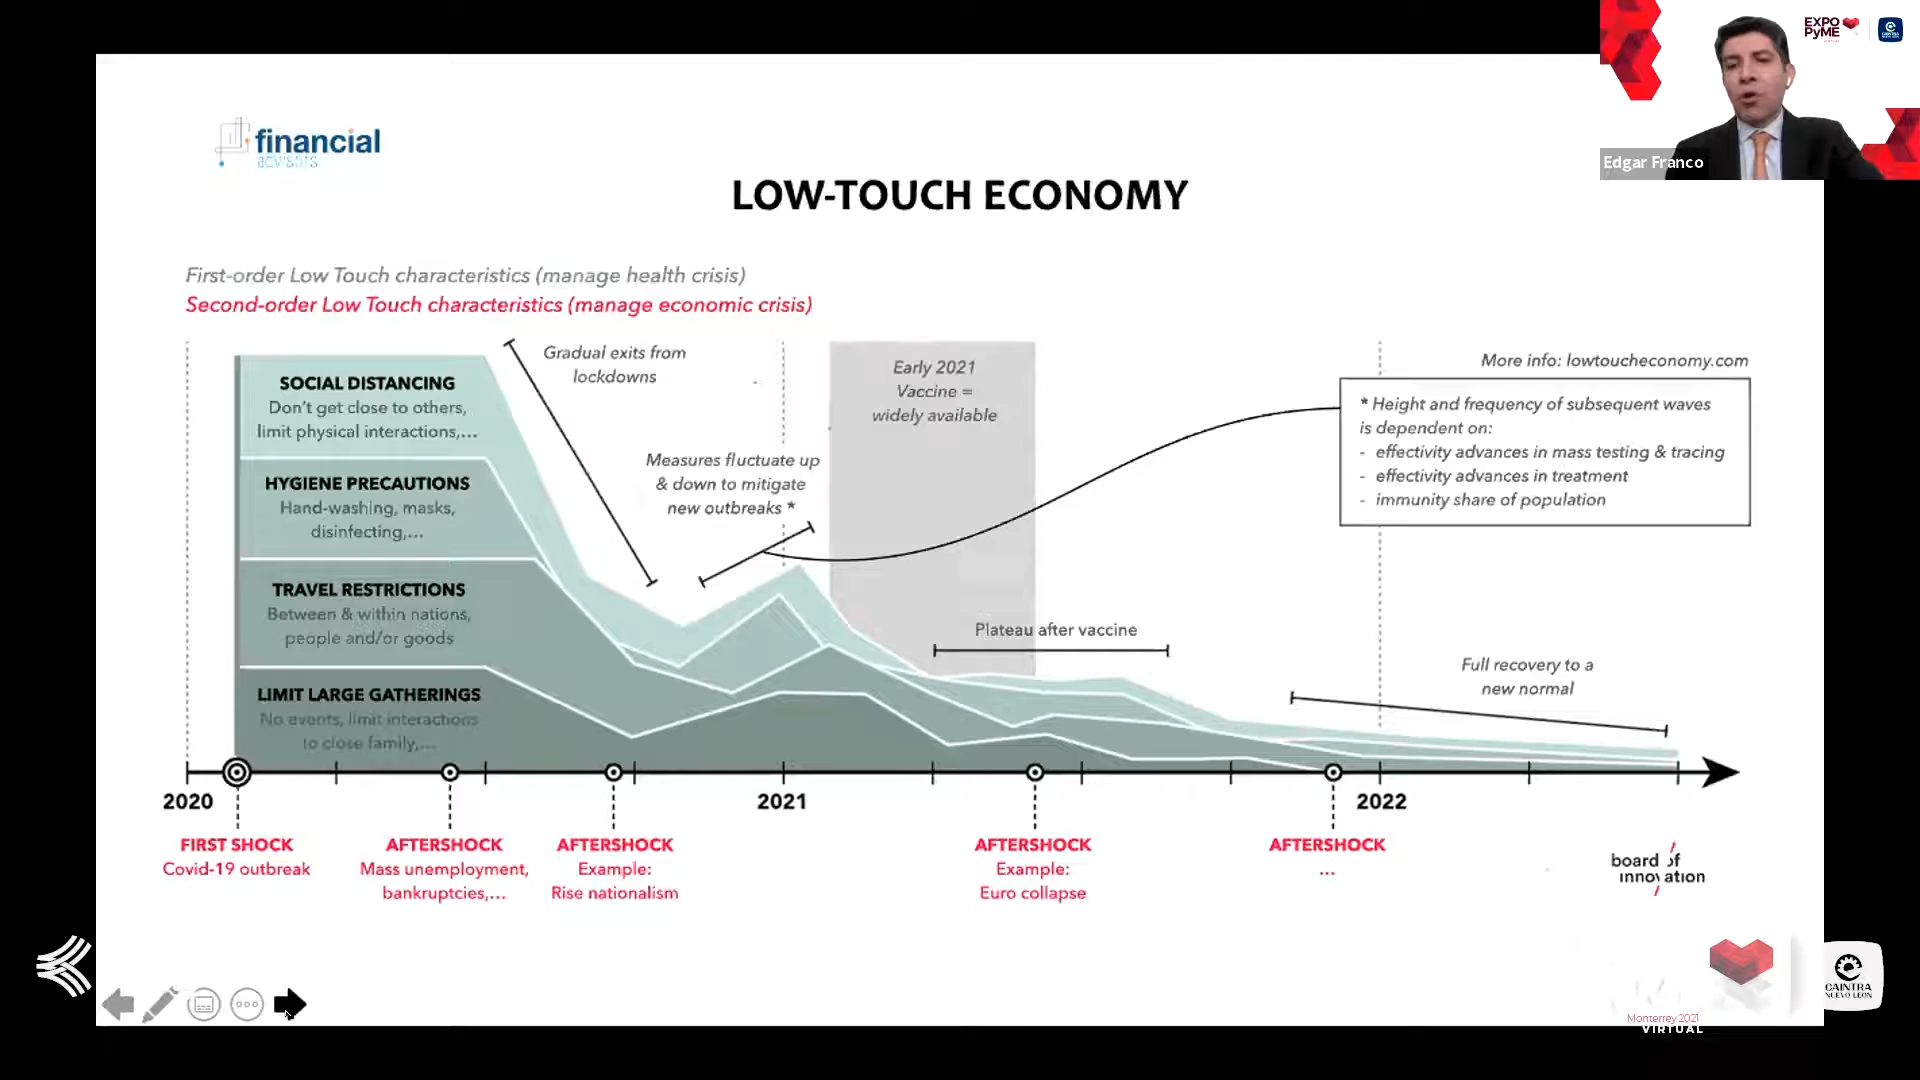 EXPO
PyME
Edgar Franco
financial
advisors
LOW-TOUCH ECONOMY
First-order Low Touch characteristics (manage health crisis)
Second-order Low Touch characteristics (manage economic crisis)
Gradual exits from
lockdowns
Early 2021
Vaccine =
widely available
More info: lowtoucheconomy.com
* Height and frequency of subsequent waves
is dependent on:
- effectivity advances in mass testing & tracing
- effectivity advances in treatment
- immunity share of population
SOCIAL DISTANCING
Don't get close to others,
limit physical interactions,...
Measures fluctuate up
& down to mitigate
new outbreaks *
HYGIENE PRECAUTIONS
Hand-washing, masks,
disinfecting,...
TRAVEL RESTRICTIONS
Between & within nations,
people and/or goods
Plateau after vaccine
Full recovery to a
new normal
LIMIT LARGE GATHERINGS
No events, limit interactions
to close family,...
2020
2021
2022
FIRST SHOCK
Covid-19 outbreak
AFTERSHOCK
Mass unemployment,
bankruptcies,...
AFTERSHOCK
Example:
Rise nationalism
AFTERSHOCK
Example:
Euro collapse
AFTERSHOCK
...
board of
innovation
CAINTRA
NUEVO LEÓN
Monterrey 2021
VIRTUAL